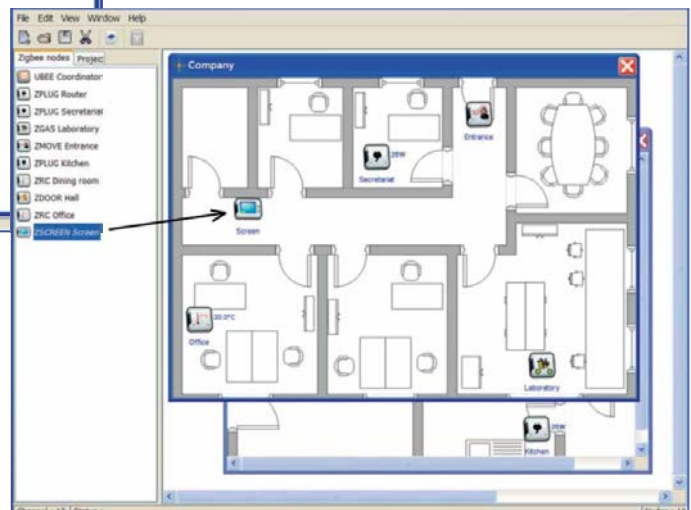 File Edit View Window Help
Zigbee nodes Project
UBEE Coordinator
ZPLUG Router
ZPLUG Secretariat
ZGAS Laboratory
ZMOVE Entrance
ZPLUG Kitchen
ZRC Dining room
ZDOOR Hall
ZRC Office
ZSCREEN Screen
Company
Entrance
25W
Secretariat
Screen
20.0°C
Office
Laboratory
25W
Kitchen